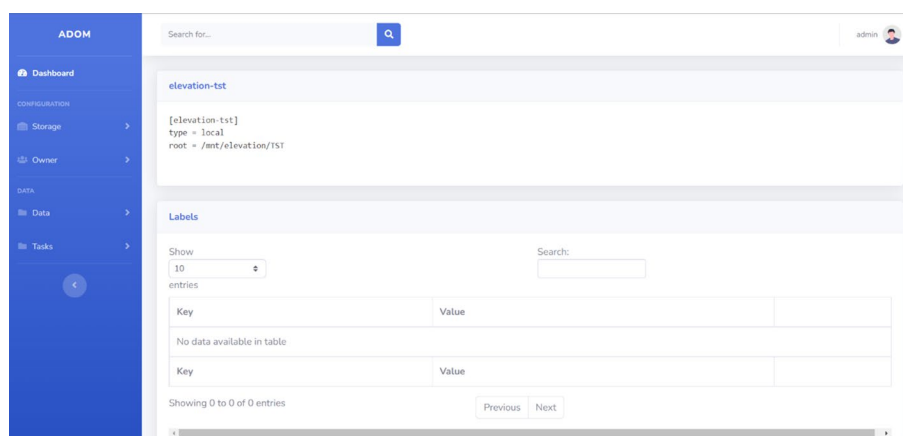 ADOM
Search for...
admin
Dashboard
CONFIGURATION
Storage
Owner
DATA
Data
Tasks
elevation-tst
[elevation-tst]
type = local
root = /mnt/elevation/TST
Labels
Show
10
entries
Search:
Key Value
No data available in table
Key Value
Showing 0 to 0 of 0 entries
Previous Next